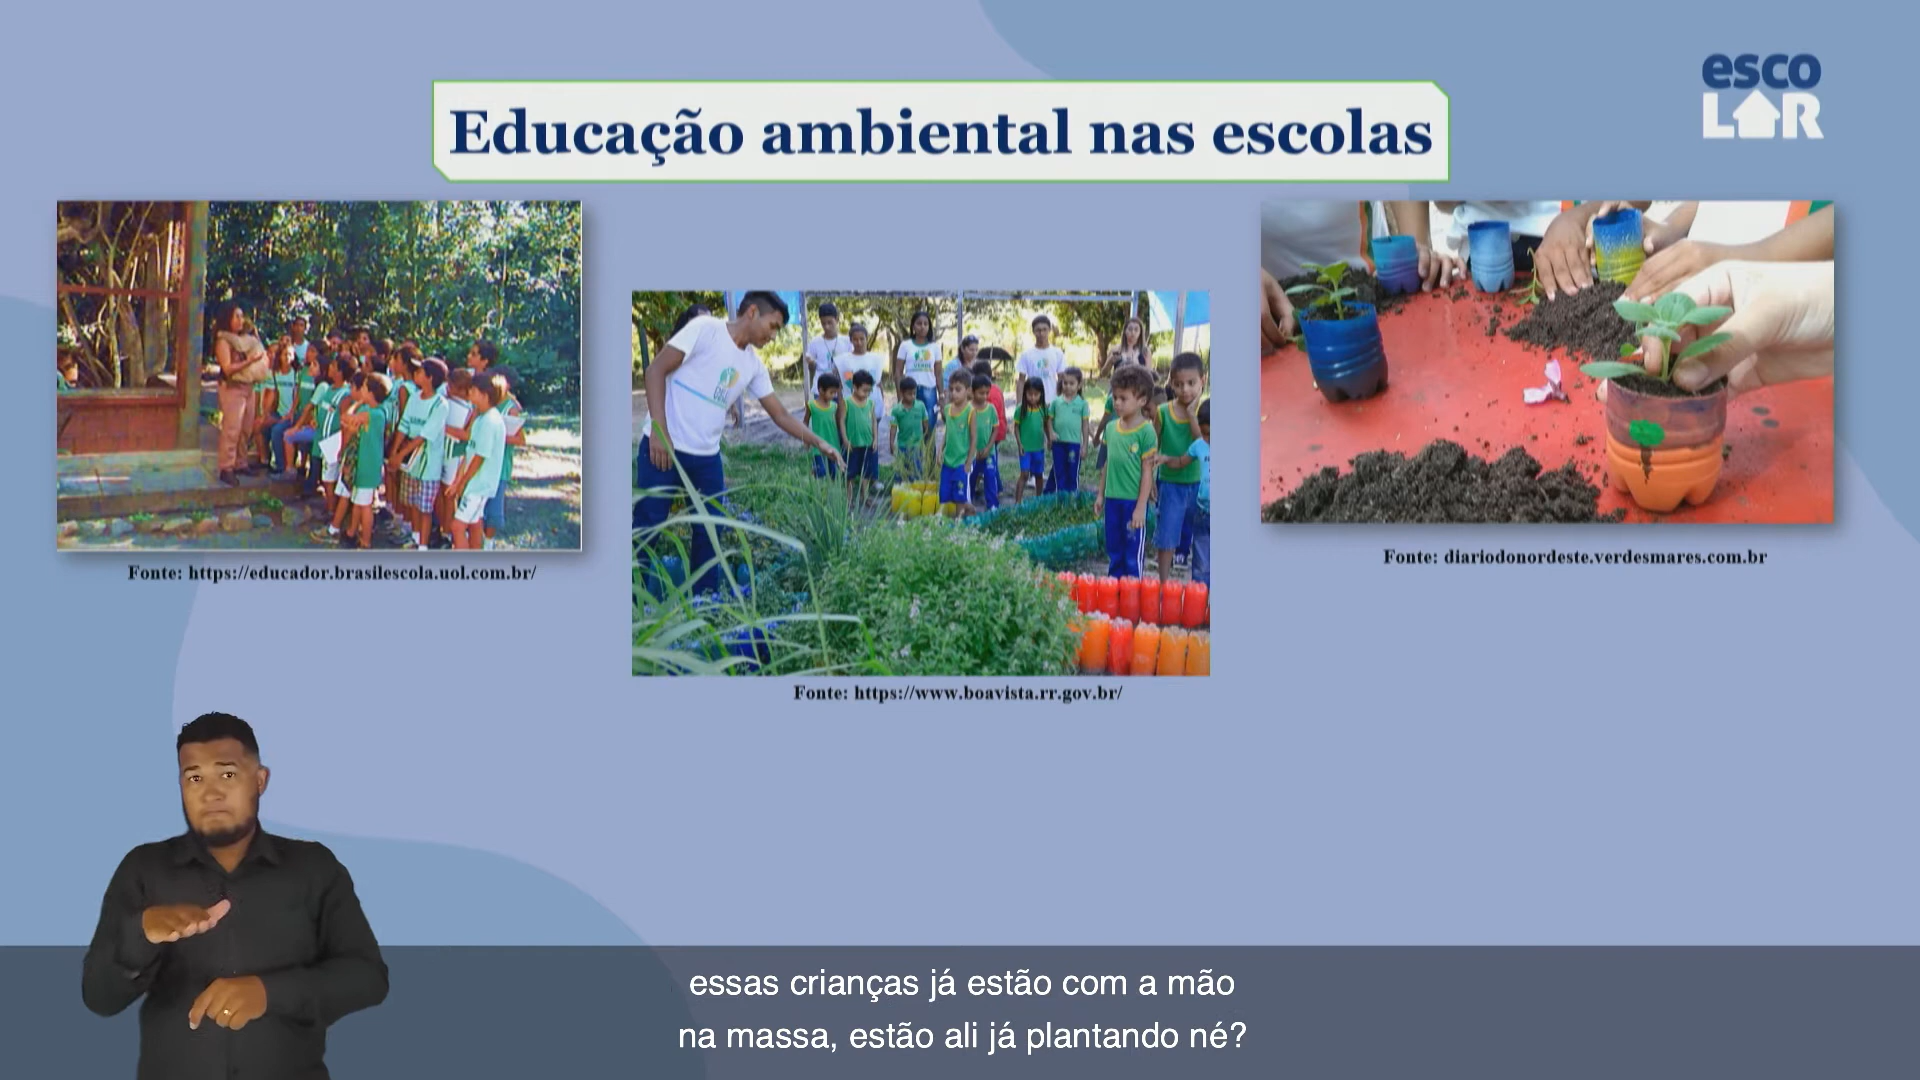 esco
LAR
Educação ambiental nas escolas
Fonte: https://educador.brasilescola.uol.com.br/
Fonte: diariodonordeste.verdesmares.com.br
Fonte: https://www.boavista.rr.gov.br/
essas crianças já estão com a mão
na massa, estão ali já plantando né?